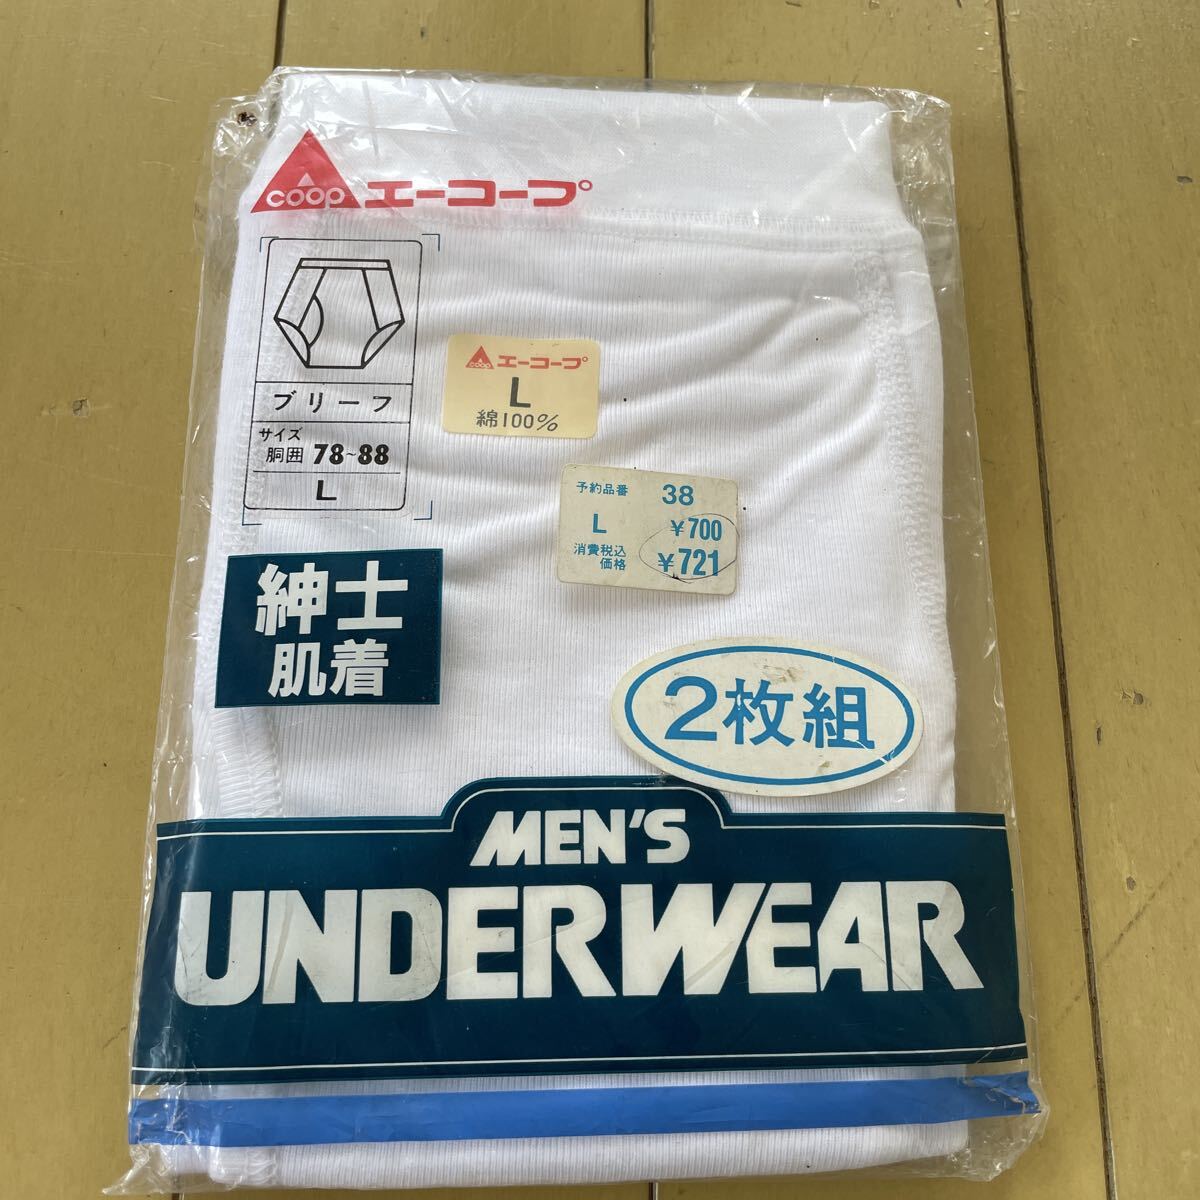 coop エーコープ
ブリーフ
サイズ
胴囲 78~88
L
coop エーコープ
L
綿100%
予約品番 38
L ¥700
消費税込
価格 ¥721
紳士
肌着
2枚組
MEN'S
UNDERWEAR